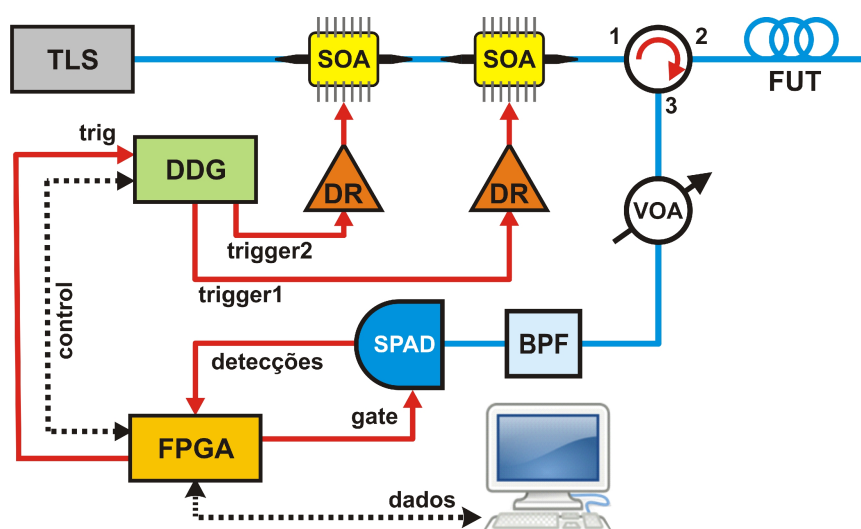 TLS
SOA
SOA
1
2
3
FUT
trig
DDG
DR
DR
VOA
trigger2
trigger1
control
SPAD
BPF
detecções
gate
FPGA
dados